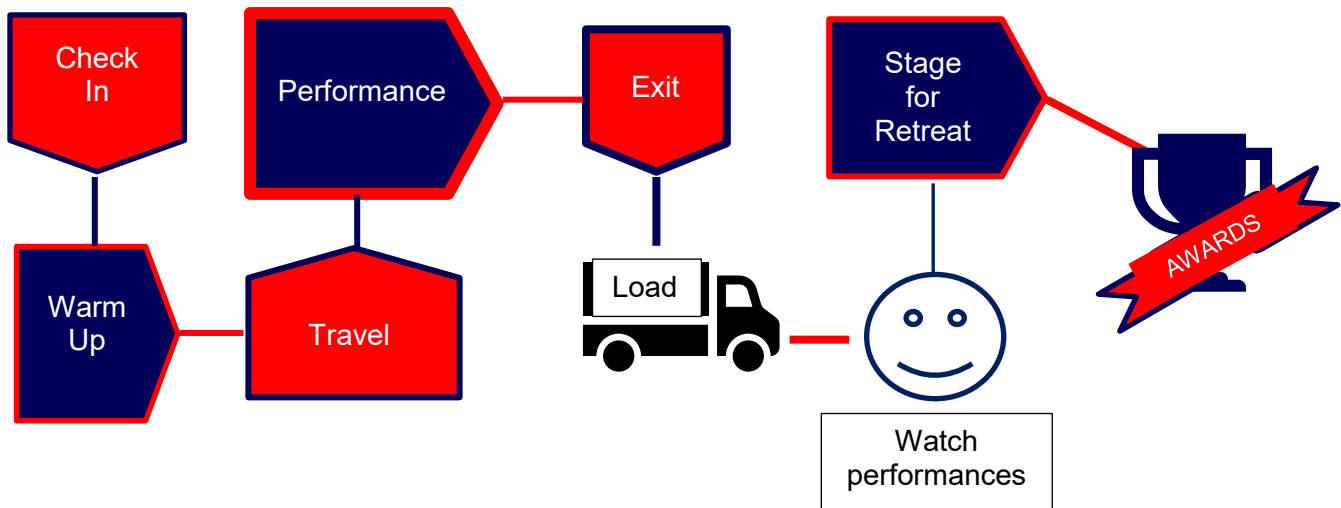 Check
In
Warm
Up
Travel
Performance
Exit
Load
Watch
performances
Stage
for
Retreat
AWARDS